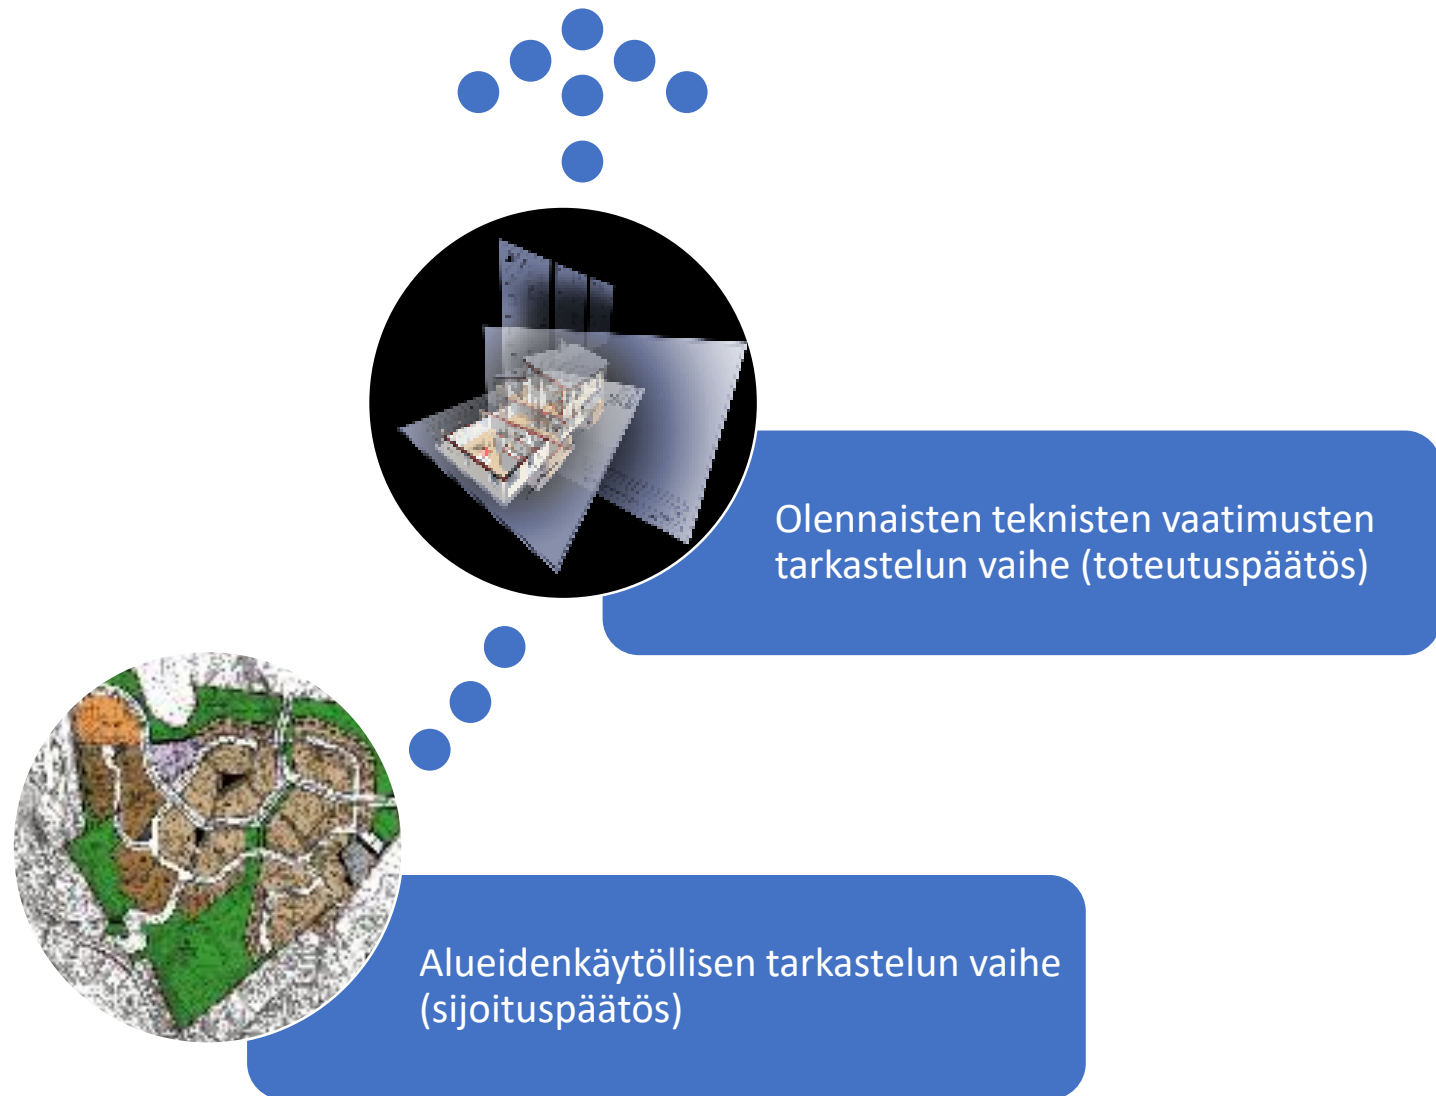 Olennaisten teknisten vaatimusten
tarkastelun vaihe (toteutuspäätös)
Alueidenkäytöllisen tarkastelun vaihe
(sijoituspäätös)